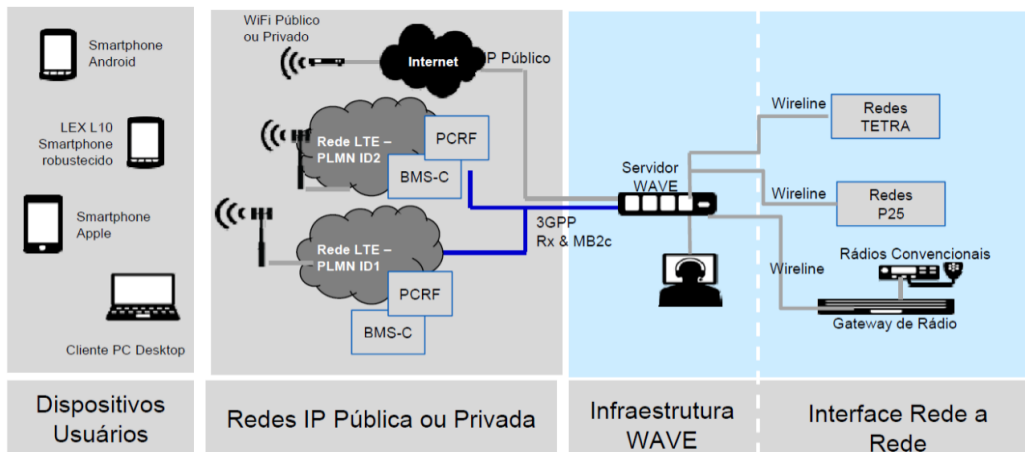 Smartphone
Android
LEX L10
Smartphone
robustecido
Smartphone
Apple
Cliente PC Desktop
Dispositivos
Usuários
WiFi Público
ou Privado
Internet
IP Público
Rede LTE –
PLMN ID2
PCRF
BMS-C
Rede LTE –
PLMN ID1
PCRF
BMS-C
3GPP
Rx & MB2c
Redes IP Pública ou Privada
Servidor
WAVE
Infraestrutura
WAVE
Wireline
Redes
TETRA
Wireline
Redes
P25
Wireline
Rádios Convencionais
Gateway de Rádio
Interface Rede a
Rede